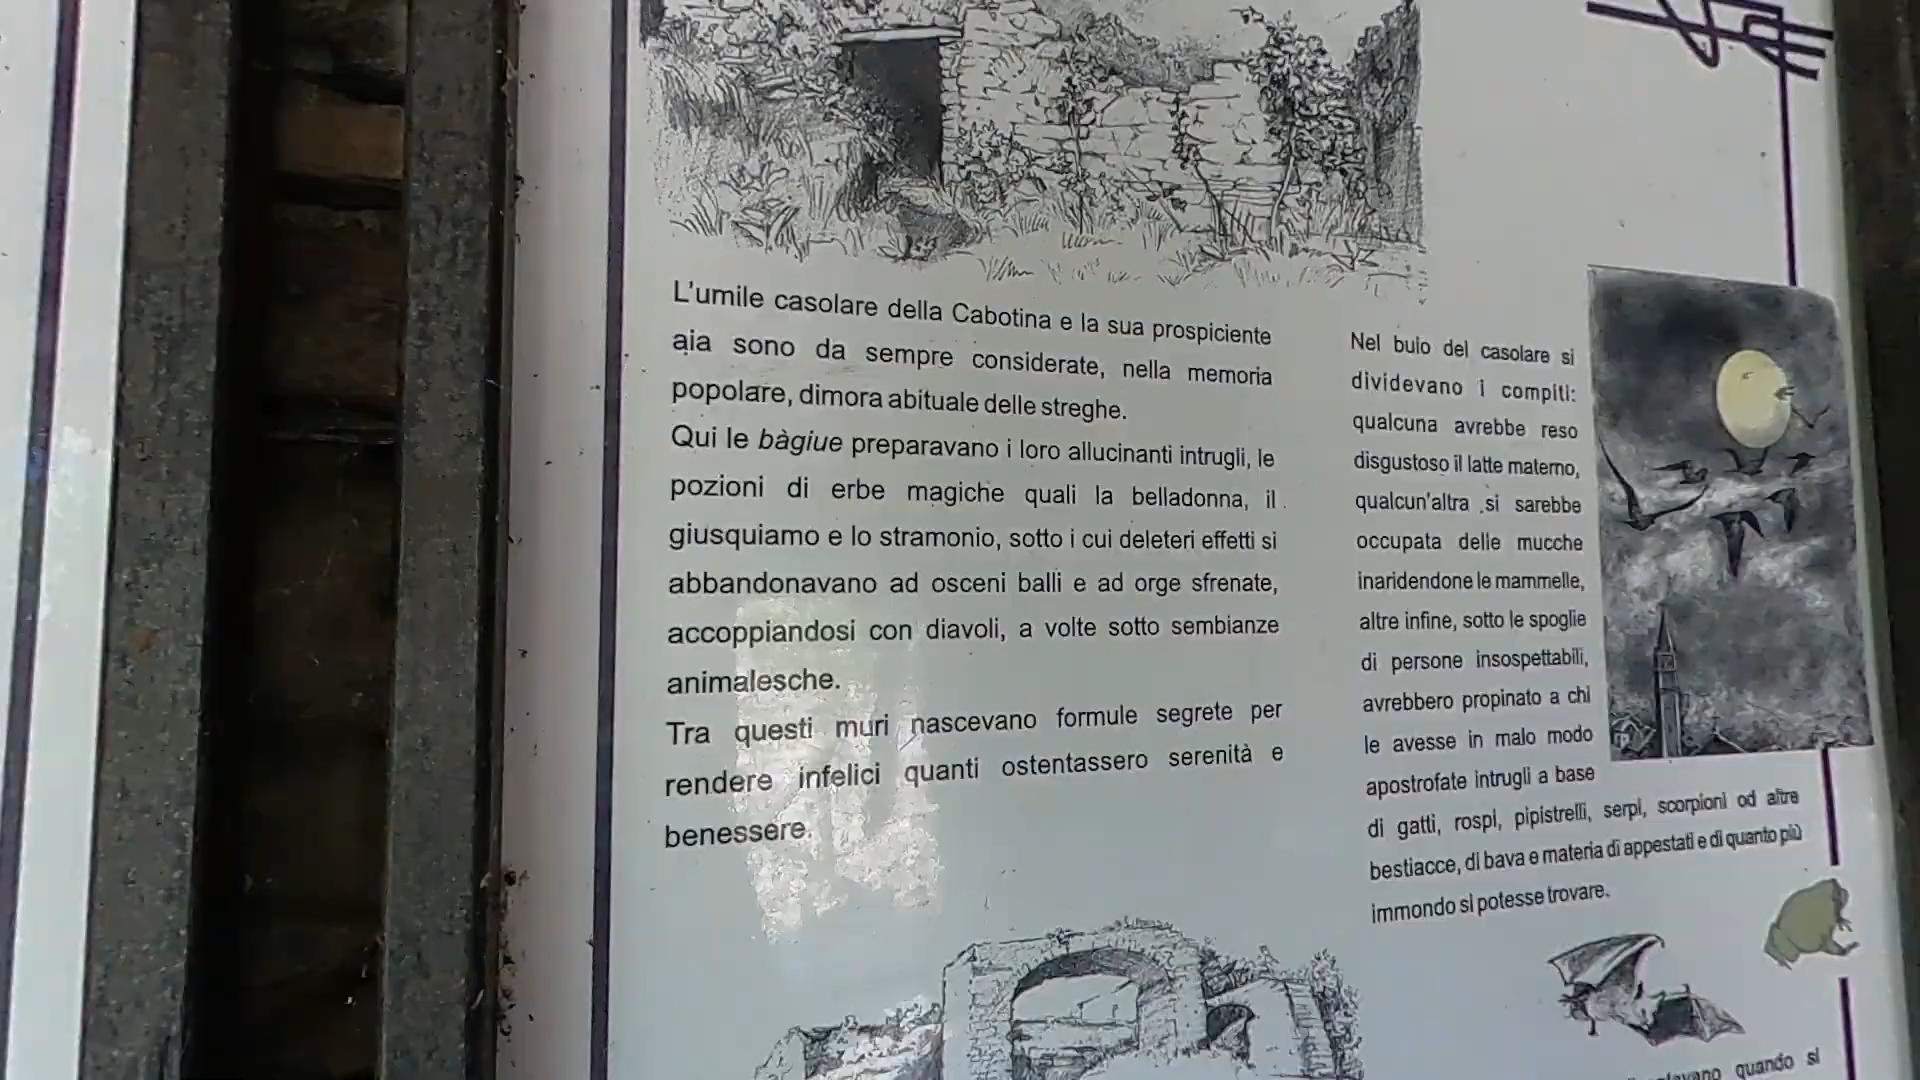 L'umile casolare della Cabotina e la sua prospiciente
aia sono da sempre considerate, nella memoria
popolare, dimora abituale delle streghe.
Qui le bàgiue preparavano i loro allucinanti intrugli, le
pozioni di erbe magiche quali la belladonna, il
giusquiamo e lo stramonio, sotto i cui deleteri effetti si
abbandonavano ad osceni balli e ad orge sfrenate,
accoppiandosi con diavoli, a volte sotto sembianze
animalesche.
Tra questi muri nascevano formule segrete per
rendere infelici quanti ostentassero serenità e
benessere.
Nel buio del casolare si
dividevano i compiti:
qualcuna avrebbe reso
disgustoso il latte materno,
qualcun'altra si sarebbe
occupata delle mucche
inaridendone le mammelle,
altre infine, sotto le spoglie
di persone insospettabili,
avrebbero propinato a chi
le avesse in malo modo
apostrofate intrugli a base
di gatti, rospi, pipistrelli, serpi, scorpioni od altre
bestiacce, di bava e materia di appestati e di quanto più
immondo si potesse trovare.
quando si